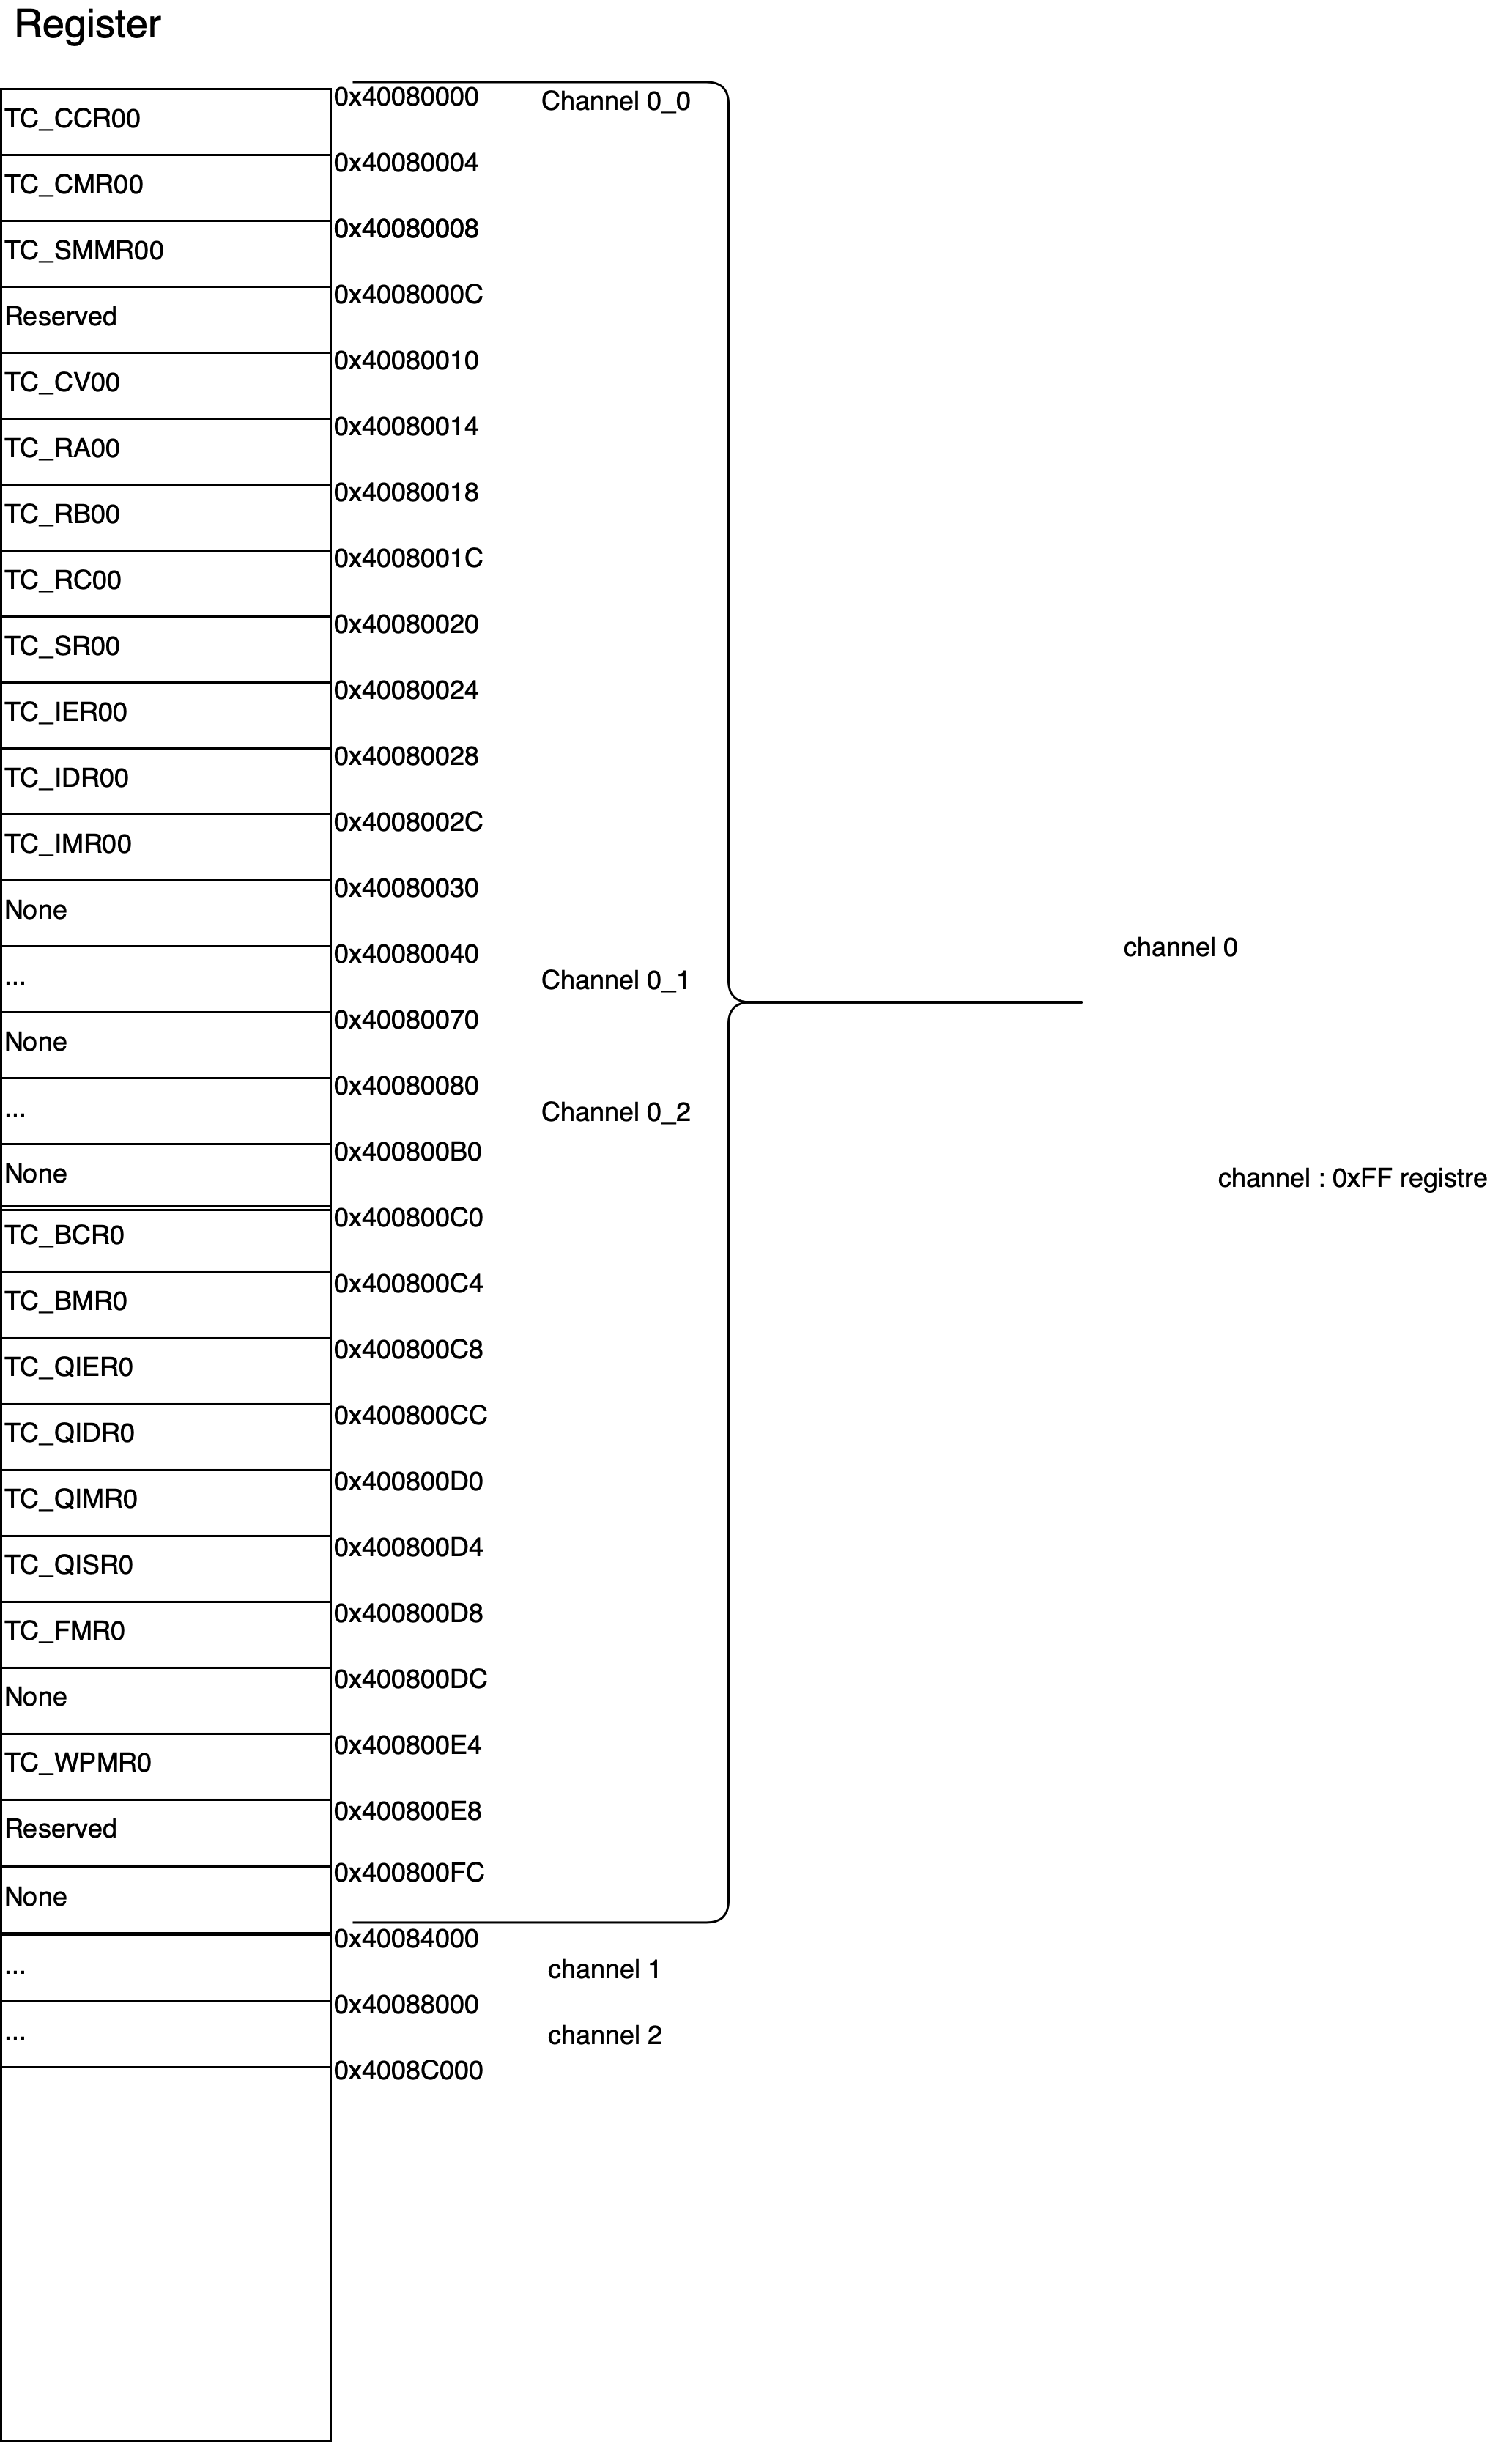 Register
0x40080000 Channel 0_0
TC_CCR00
0x40080004
TC_CMR00
0x40080008
TC_SMMR00
0x4008000C
Reserved
0x40080010
TC_CV00
0x40080014
TC_RA00
0x40080018
TC_RB00
0x4008001C
TC_RC00
0x40080020
TC_SR00
0x40080024
TC_IER00
0x40080028
TC_IDR00
0x4008002C
TC_IMR00
0x40080030
None
channel 0
0x40080040
... Channel 0_1
0x40080070
None
0x40080080
... Channel 0_2
0x400800B0
None
channel : 0xFF registre
0x400800C0
TC_BCR0
0x400800C4
TC_BMR0
0x400800C8
TC_QIER0
0x400800CC
TC_QIDR0
0x400800D0
TC_QIMR0
0x400800D4
TC_QISR0
0x400800D8
TC_FMR0
0x400800DC
None
0x400800E4
TC_WPMR0
0x400800E8
Reserved
0x400800FC
None
0x40084000
... channel 1
0x40088000
... channel 2
0x4008C000